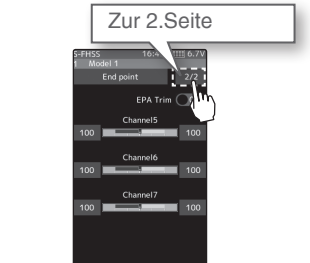 Zur 2.Seite
S-FHSS 16:4 6.7V
1 Model 1
End point 2/2
EPA Trim
Channel5
100 100
Channel6
100 100
Channel7
100 100